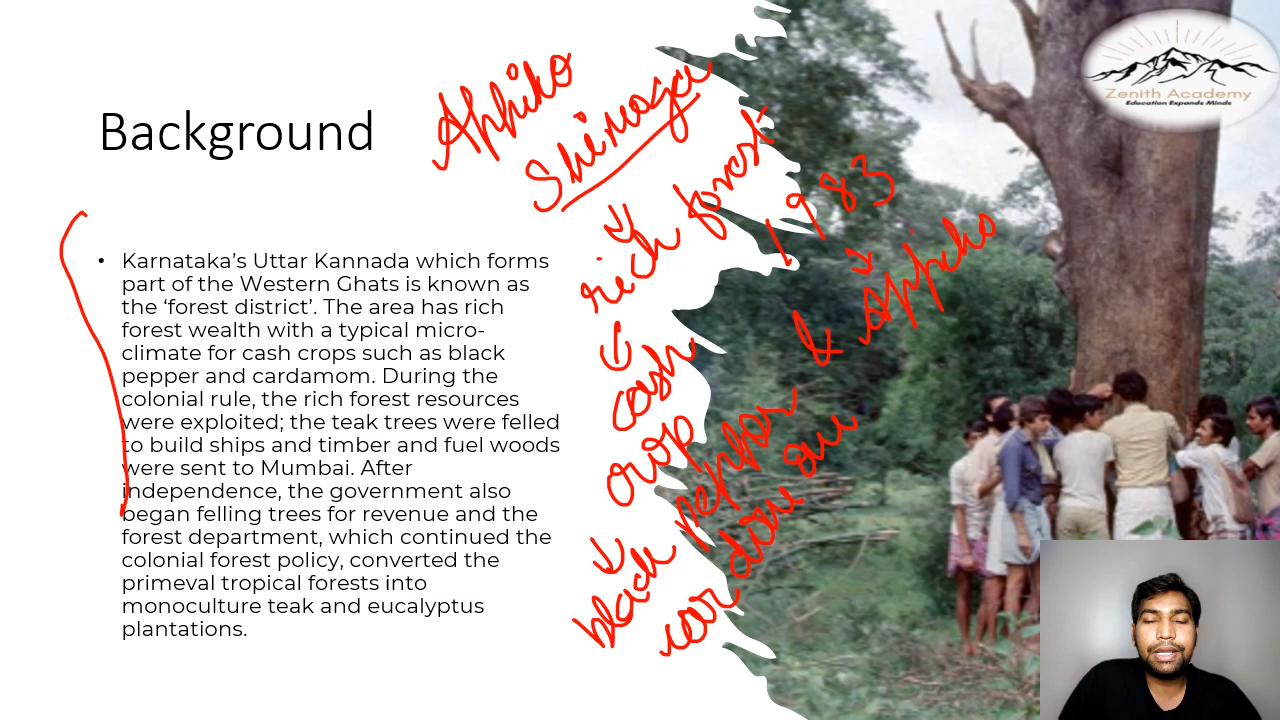 Background
• Karnataka’s Uttar Kannada which forms
part of the Western Ghats is known as
the ‘forest district’. The area has rich
forest wealth with a typical micro-
climate for cash crops such as black
pepper and cardamom. During the
colonial rule, the rich forest resources
were exploited; the teak trees were felled
to build ships and timber and fuel woods
were sent to Mumbai. After
independence, the government also
began felling trees for revenue and the
forest department, which continued the
colonial forest policy, converted the
primeval tropical forests into
monoculture teak and eucalyptus
plantations.
Appiko
Shimoga
rich forest
1983
Appiko
cash
crop
black &
Zenith Academy
Education Expands Minds